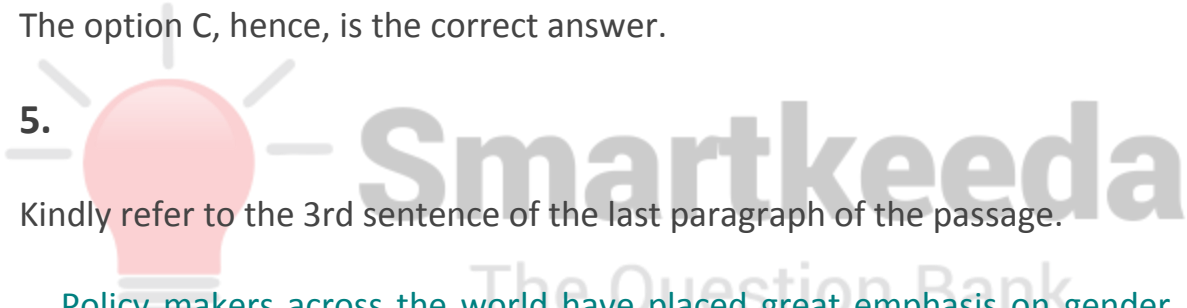 The option C, hence, is the correct answer.
5.
Smartkeeda
Kindly refer to the 3rd sentence of the last paragraph of the passage.
The Question Bank
Policy makers across the world have placed great emphasis on gender